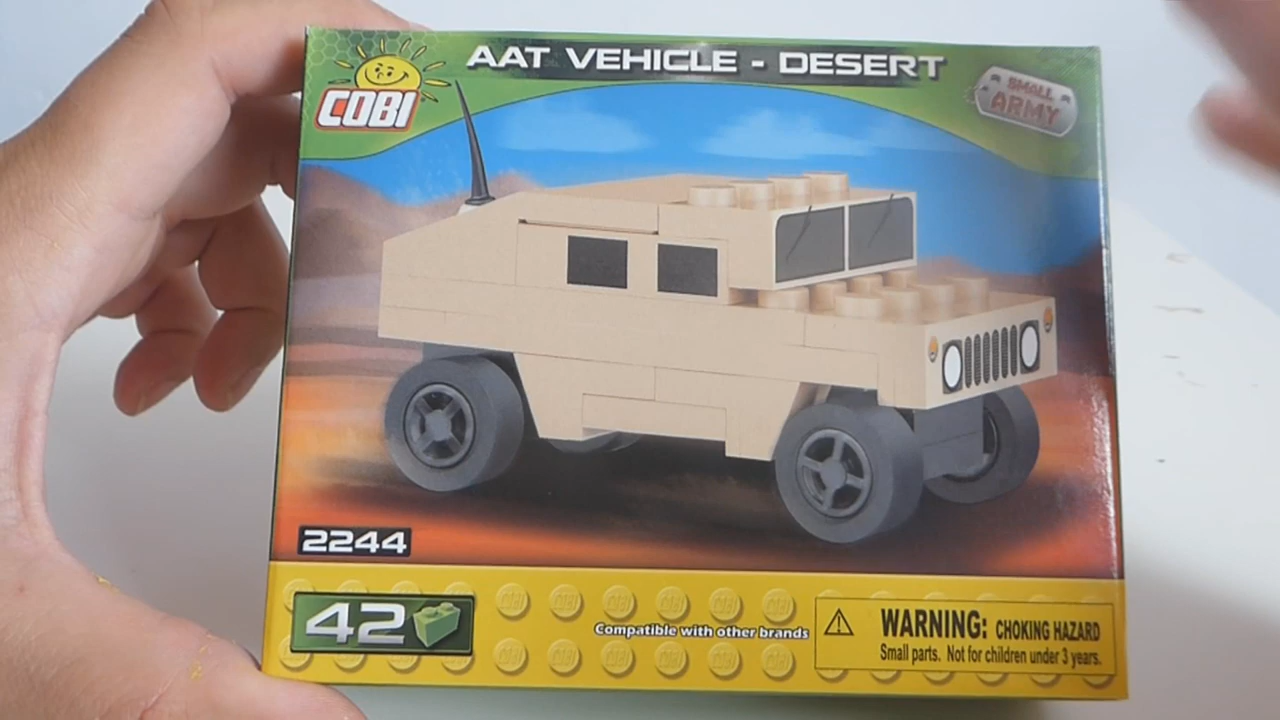 AAT VEHICLE - DESERT
COBI
SMALL
ARMY
2244
42
Compatible with other brands
WARNING: CHOKING HAZARD
Small parts. Not for children under 3 years.